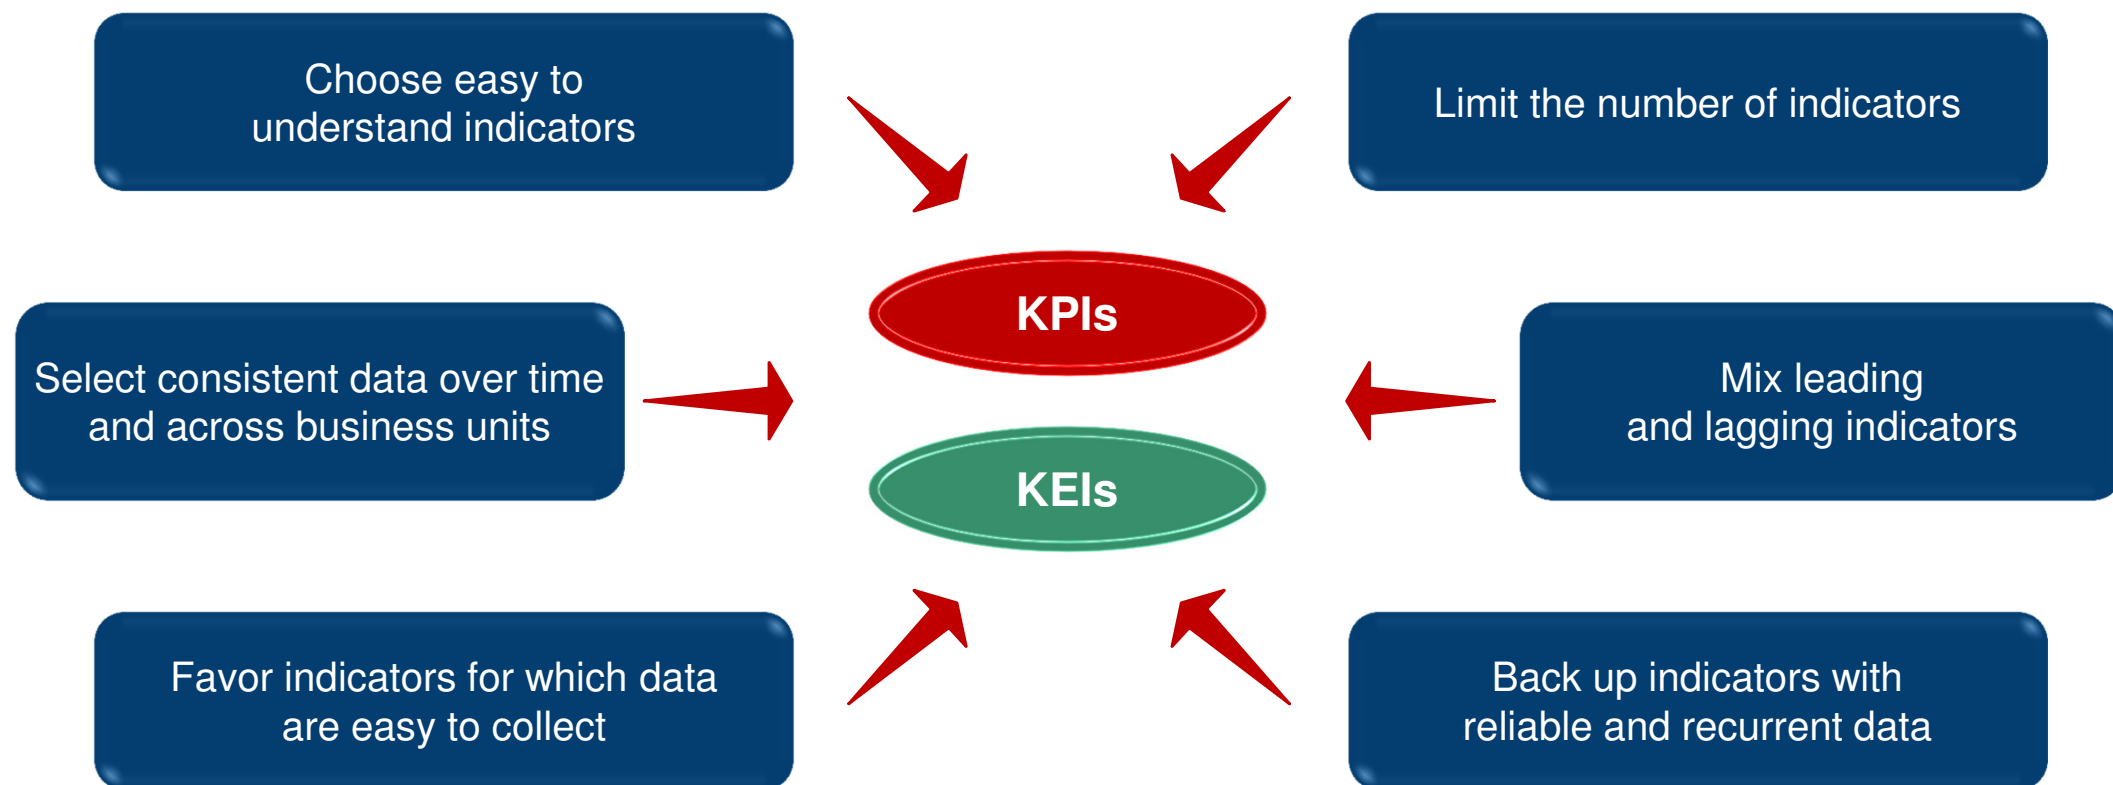 Choose easy to
understand indicators
Limit the number of indicators
KPIs
Select consistent data over time
and across business units
Mix leading
and lagging indicators
KEIs
Favor indicators for which data
are easy to collect
Back up indicators with
reliable and recurrent data